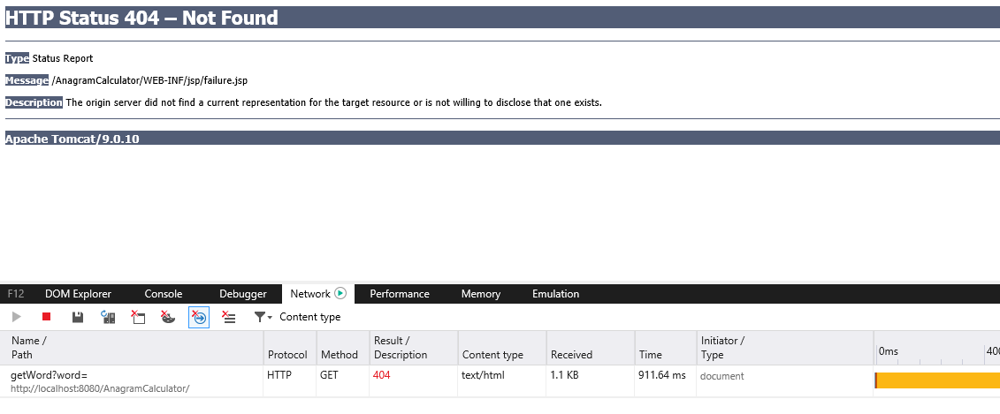 HTTP Status 404 – Not Found
Type Status Report
Message /AnagramCalculator/WEB-INF/jsp/failure.jsp
Description The origin server did not find a current representation for the target resource or is not willing to disclose that one exists.
Apache Tomcat/9.0.10
F12 DOM Explorer Console Debugger Network Performance Memory Emulation
Content type
Name / Path Protocol Method Result / Description Content type Received Time Initiator / Type 0ms 400
getWord?word= HTTP GET 404 text/html 1.1 KB 911.64 ms document
http://localhost:8080/AnagramCalculator/